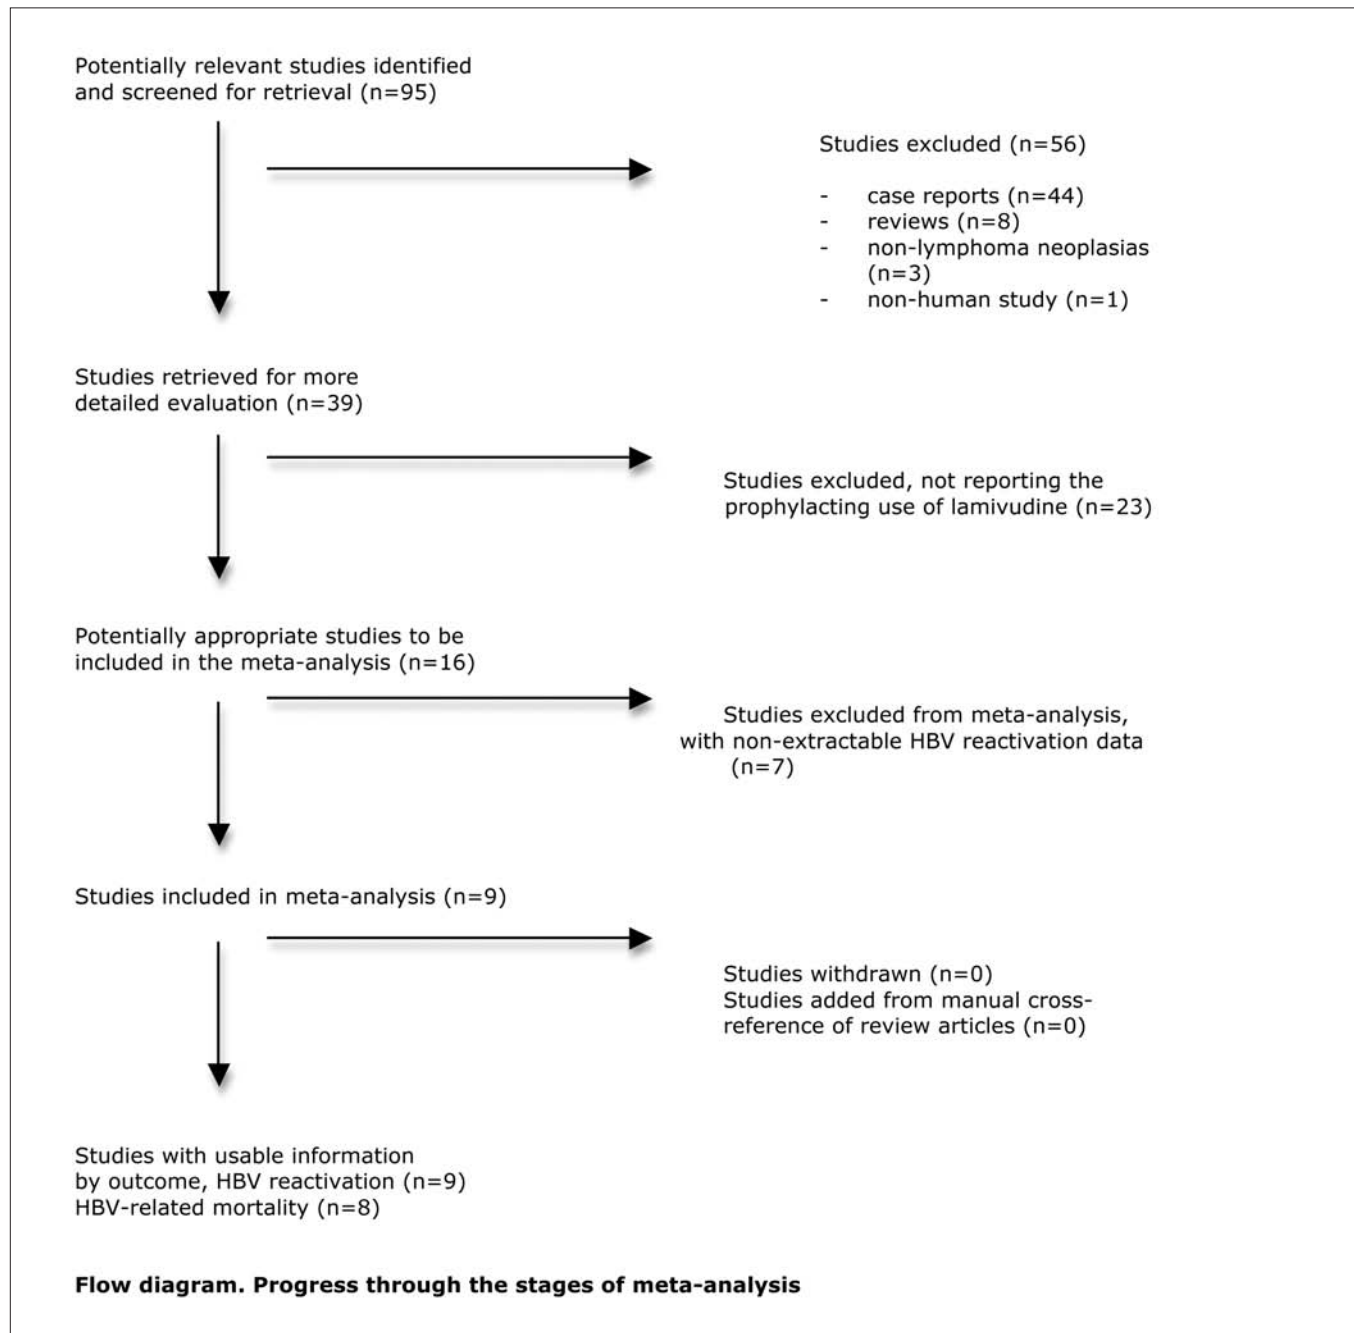 Potentially relevant studies identified
and screened for retrieval (n=95)
Studies excluded (n=56)
- case reports (n=44)
- reviews (n=8)
- non-lymphoma neoplasias
(n=3)
- non-human study (n=1)
Studies retrieved for more
detailed evaluation (n=39)
Studies excluded, not reporting the
prophylacting use of lamivudine (n=23)
Potentially appropriate studies to be
included in the meta-analysis (n=16)
Studies excluded from meta-analysis,
with non-extractable HBV reactivation data
(n=7)
Studies included in meta-analysis (n=9)
Studies withdrawn (n=0)
Studies added from manual cross-
reference of review articles (n=0)
Studies with usable information
by outcome, HBV reactivation (n=9)
HBV-related mortality (n=8)
Flow diagram. Progress through the stages of meta-analysis